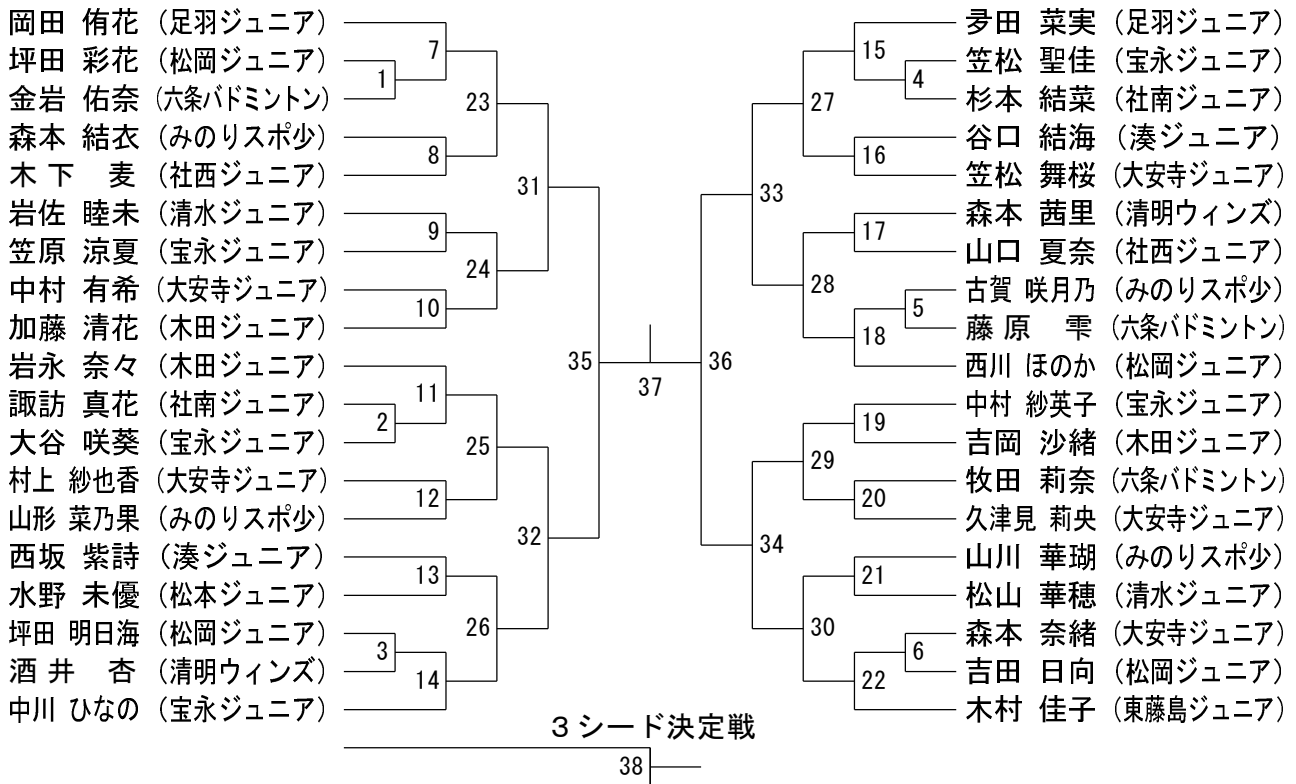 岡田 侑花 (足羽ジュニア)
坪田 彩花 (松岡ジュニア)
金岩 佑奈 (六条バドミントン)
森本 結衣 (みのりスポ少)
木下 麦 (社西ジュニア)
岩佐 睦未 (清水ジュニア)
笠原 涼夏 (宝永ジュニア)
中村 有希 (大安寺ジュニア)
加藤 清花 (木田ジュニア)
岩永 奈々 (木田ジュニア)
諏訪 真花 (社南ジュニア)
大谷 咲葵 (宝永ジュニア)
村上 紗也香 (大安寺ジュニア)
山形 菜乃果 (みのりスポ少)
西坂 紫詩 (湊ジュニア)
水野 未優 (松本ジュニア)
坪田 明日海 (松岡ジュニア)
酒井 杏 (清明ウィンズ)
中川 ひなの (宝永ジュニア)
7
1
23
8
31
9
24
10
35
11
2
25
12
32
13
26
3
14
37
15
4
27
16
33
17
28
5
18
36
19
29
20
34
21
30
6
22
田 菜実 (足羽ジュニア)
笠松 聖佳 (宝永ジュニア)
杉本 結菜 (社南ジュニア)
谷口 結海 (湊ジュニア)
笠松 舞桜 (大安寺ジュニア)
森本 茜里 (清明ウィンズ)
山口 夏奈 (社西ジュニア)
古賀 咲月乃 (みのりスポ少)
藤原 雫 (六条バドミントン)
西川 ほのか (松岡ジュニア)
中村 紗英子 (宝永ジュニア)
吉岡 沙緒 (木田ジュニア)
牧田 莉奈 (六条バドミントン)
久津見 莉央 (大安寺ジュニア)
山川 華瑚 (みのりスポ少)
松山 華穂 (清水ジュニア)
森本 奈緒 (大安寺ジュニア)
吉田 日向 (松岡ジュニア)
木村 佳子 (東藤島ジュニア)
3シード決定戦
38